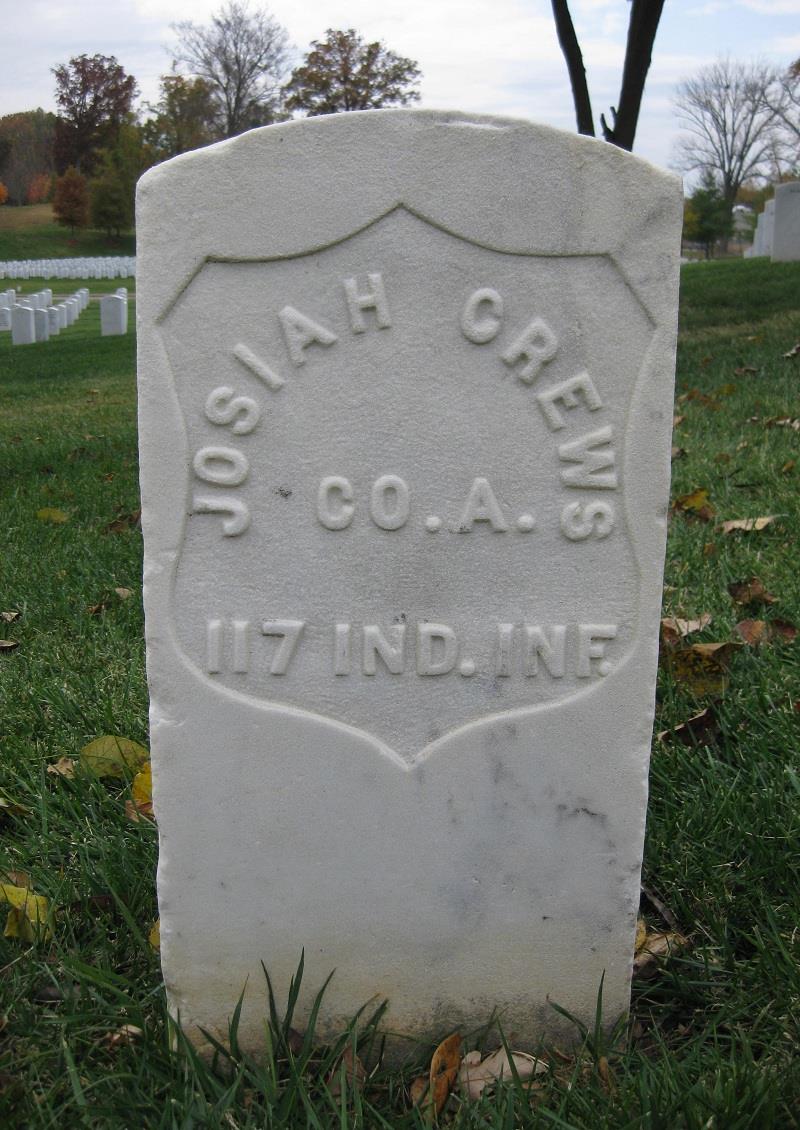 JOSIAH CREWS
CO. A.
117 IND. INF.